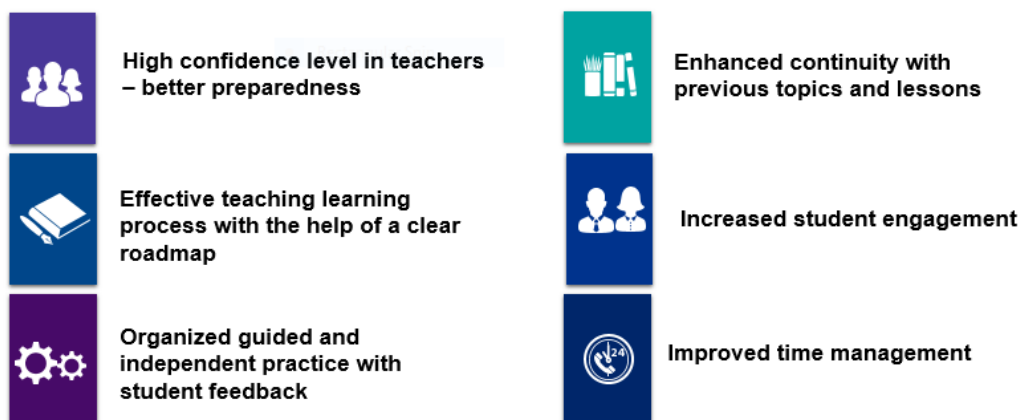 High confidence level in teachers
– better preparedness
Effective teaching learning
process with the help of a clear
roadmap
Organized guided and
independent practice with
student feedback
Enhanced continuity with
previous topics and lessons
Increased student engagement
24
Improved time management